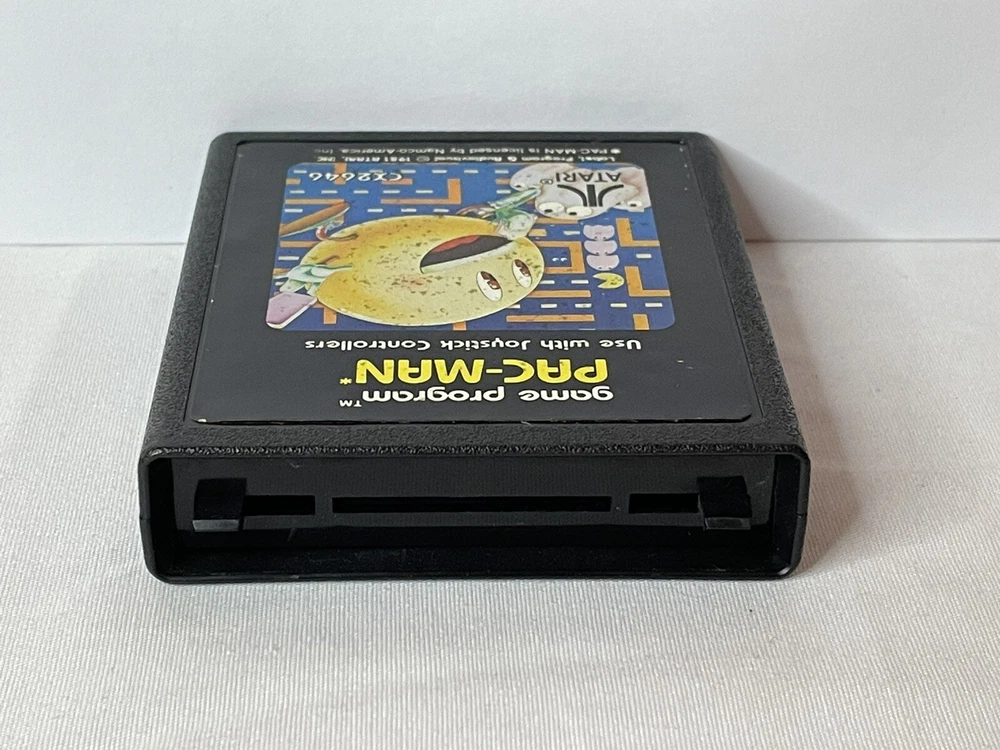 game program™
PAC-MAN*
Use with Joystick Controllers
ATARI®
CX2646
Label, Program & Audiovisual © 1981 ATARI, INC.
*PAC-MAN is licensed by Namco-America, Inc.